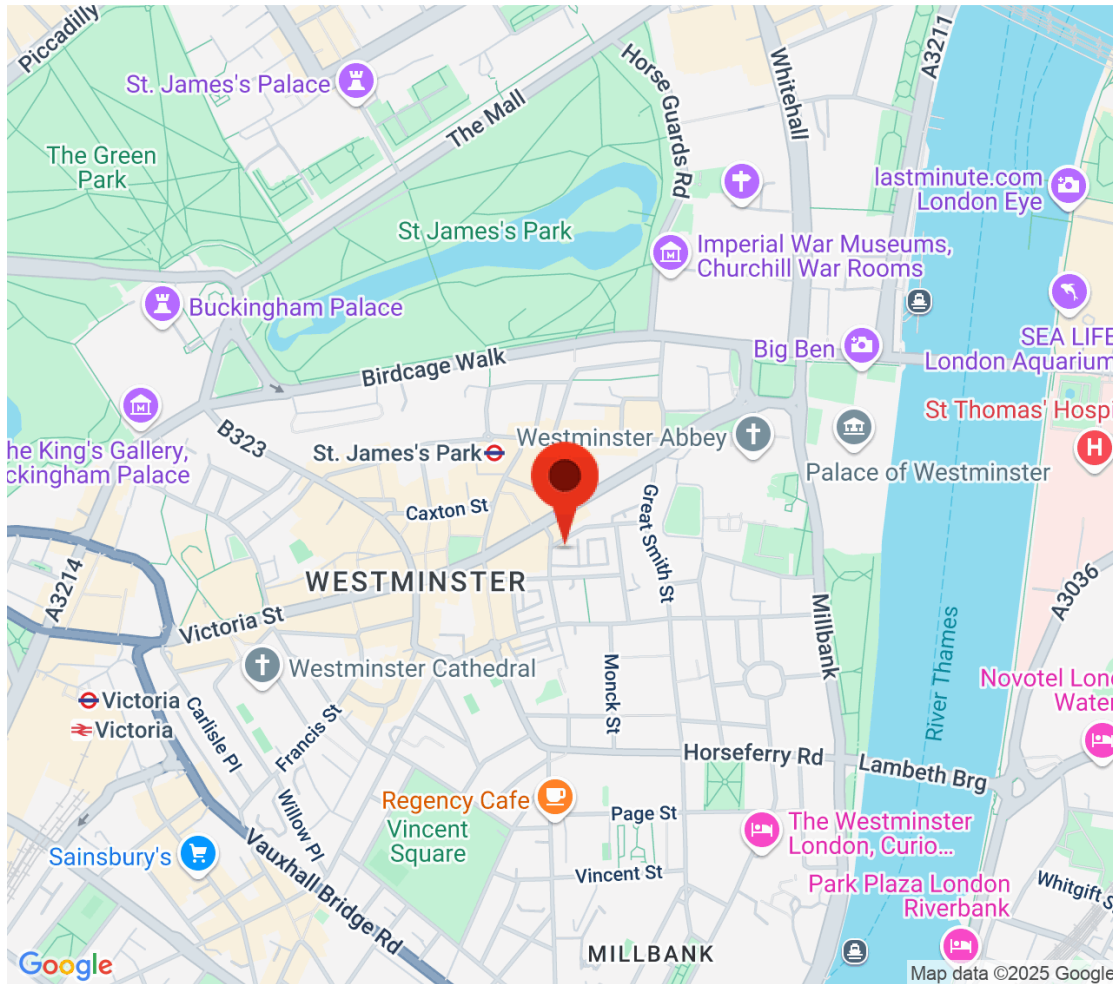 Piccadilly
St. James's Palace
The Mall
Horse Guards Rd
Whitehall
A3211
The Green
Park
St James's Park
lastminute.com
London Eye
Imperial War Museums,
Churchill War Rooms
Buckingham Palace
Big Ben
SEA LIFE
London Aquarium
Birdcage Walk
B323
St. James's Park
Westminster Abbey
St Thomas' Hospi
he King's Gallery,
ckingham Palace
Palace of Westminster
Caxton St
Great Smith St
WESTMINSTER
A3214
Victoria St
Millbank
River Thames
A3036
Westminster Cathedral
Monck St
Novotel Lond
Water
Victoria
Victoria
Carlisle Pl
Francis St
Horseferry Rd
Lambeth Brg
Willow Pl
Regency Cafe
Page St
Vincent
Square
The Westminster
London, Curio...
Sainsbury's
Vauxhall Bridge Rd
Vincent St
Park Plaza London
Riverbank
Whitgift S
MILLBANK
Google
Map data ©2025 Google